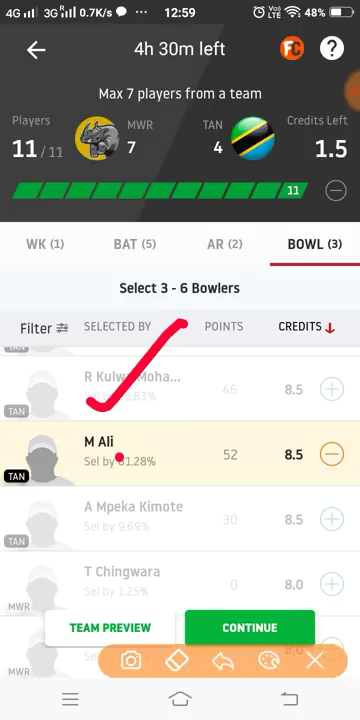 4G 3G R 0.7K/s 12:59 Vo) LTE 48%
4h 30m left FC ?
Max 7 players from a team
Players MWR TAN Credits Left
11 / 11 7 4 1.5
11
WK (1) BAT (5) AR (2) BOWL (3)
Select 3 - 6 Bowlers
Filter SELECTED BY POINTS CREDITS
TAN
R Kulwa Moha...
46 8.5
TAN
M Ali
Sel by 61.28% 52 8.5
TAN
A Mpeka Kimote
Sel by 9.69% 30 8.5
TAN
T Chingwara
Sel by 1.25% 0 8.0
MWR
TEAM PREVIEW CONTINUE
MWR